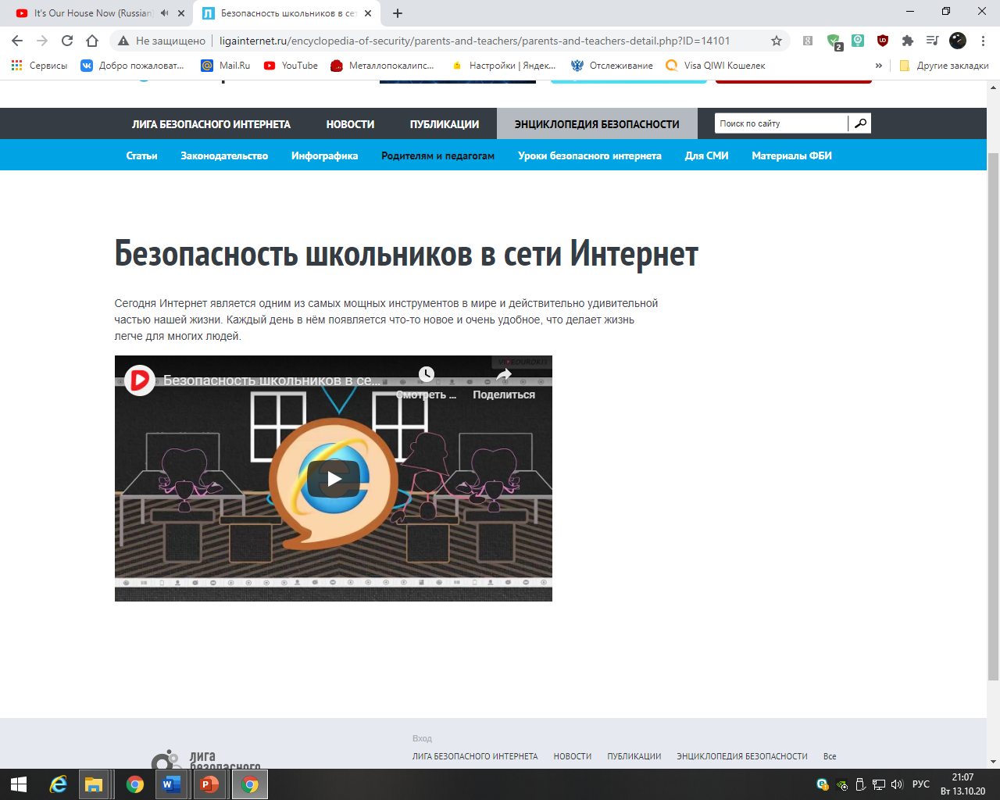 It's Our House Now (Russian
Безопасность школьников в сет
Не защищено
ligainternet.ru/encyclopedia-of-security/parents-and-teachers/parents-and-teachers-detail.php?ID=14101
2
Сервисы
Добро пожаловат...
Mail.Ru
YouTube
Металлопокалипс...
Настройки | Яндек...
Отслеживание
Visa QIWI Кошелек
»
Другие закладки
ЛИГА БЕЗОПАСНОГО ИНТЕРНЕТА
НОВОСТИ
ПУБЛИКАЦИИ
ЭНЦИКЛОПЕДИЯ БЕЗОПАСНОСТИ
Поиск по сайту
Статьи
Законодательство
Инфографика
Родителям и педагогам
Уроки безопасного интернета
Для СМИ
Материалы ФБИ
Безопасность школьников в сети Интернет
Сегодня Интернет является одним из самых мощных инструментов в мире и действительно удивительной
частью нашей жизни. Каждый день в нём появляется что-то новое и очень удобное, что делает жизнь
легче для многих людей.
Безопасность школьников в се...
Смотреть ...
Поделиться
Вход
ЛИГА БЕЗОПАСНОГО ИНТЕРНЕТА
НОВОСТИ
ПУБЛИКАЦИИ
ЭНЦИКЛОПЕДИЯ БЕЗОПАСНОСТИ
Все
лига
безопасного
РУС
21:07
Вт 13.10.20